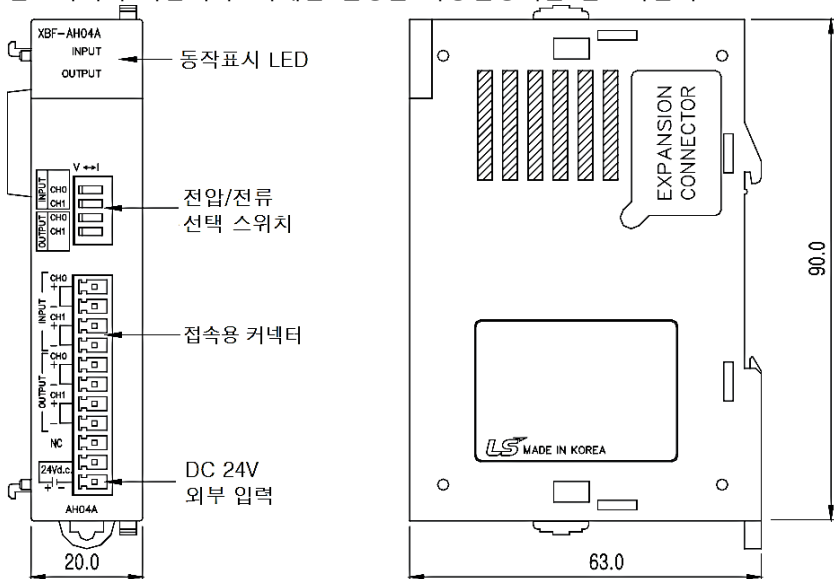 XBF-AH04A
INPUT
OUTPUT
동작표시 LED
V ↔ I
INPUT
CH0
CH1
OUTPUT
CH0
CH1
전압/전류
선택 스위치
INPUT
CH0
+
-
CH1
+
-
OUTPUT
CH0
+
-
CH1
+
-
접속용 커넥터
NC
24Vd.c.
+ -
DC 24V
외부 입력
AH04A
20.0
EXPANSION
CONNECTOR
LS MADE IN KOREA
90.0
63.0